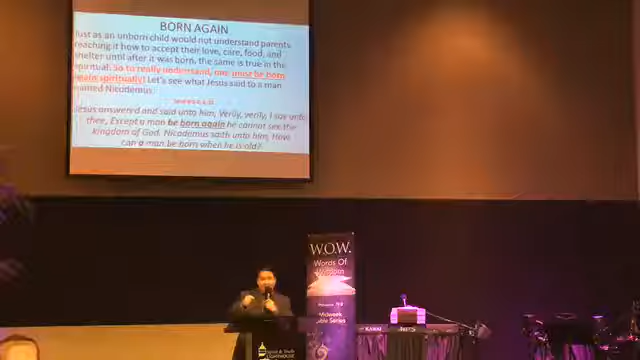 BORN AGAIN
Just as an unborn child would not understand parents
teaching it how to accept their love, care, food, and
shelter until after it was born, the same is true in the
spiritual. So to really understand, one must be born
again spiritually! Let's see what Jesus said to a man
named Nicodemus.
Jesus answered and said unto him, Verily, verily, I say unto
thee, Except a man be born again he cannot see the
kingdom of God. Nicodemus saith unto him, How
can a man be born when he is old?
W.O.W.
Words Of
Wisdom
Midweek
Bible Series
KAWAI